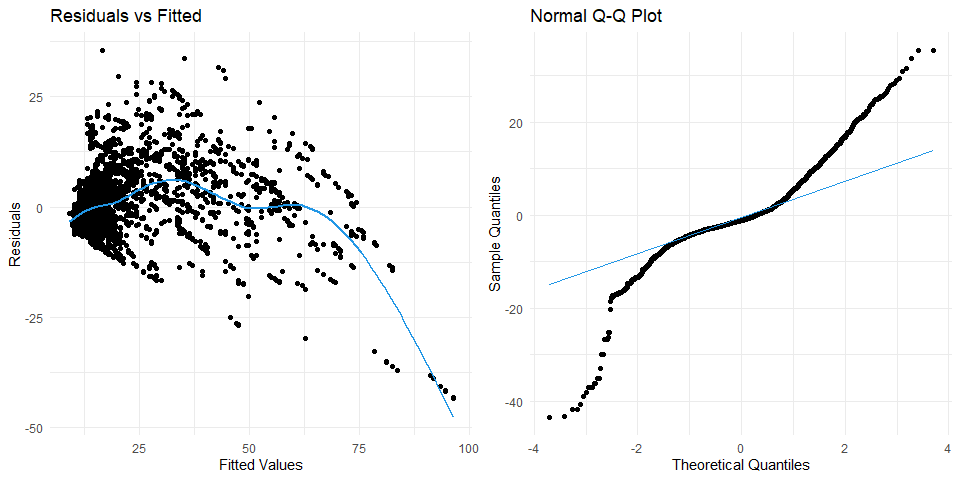 Residuals vs Fitted
Residuals
25
0
-25
-50
25
50
75
100
Fitted Values
Normal Q-Q Plot
Sample Quantiles
20
0
-20
-40
-4
-2
0
2
4
Theoretical Quantiles